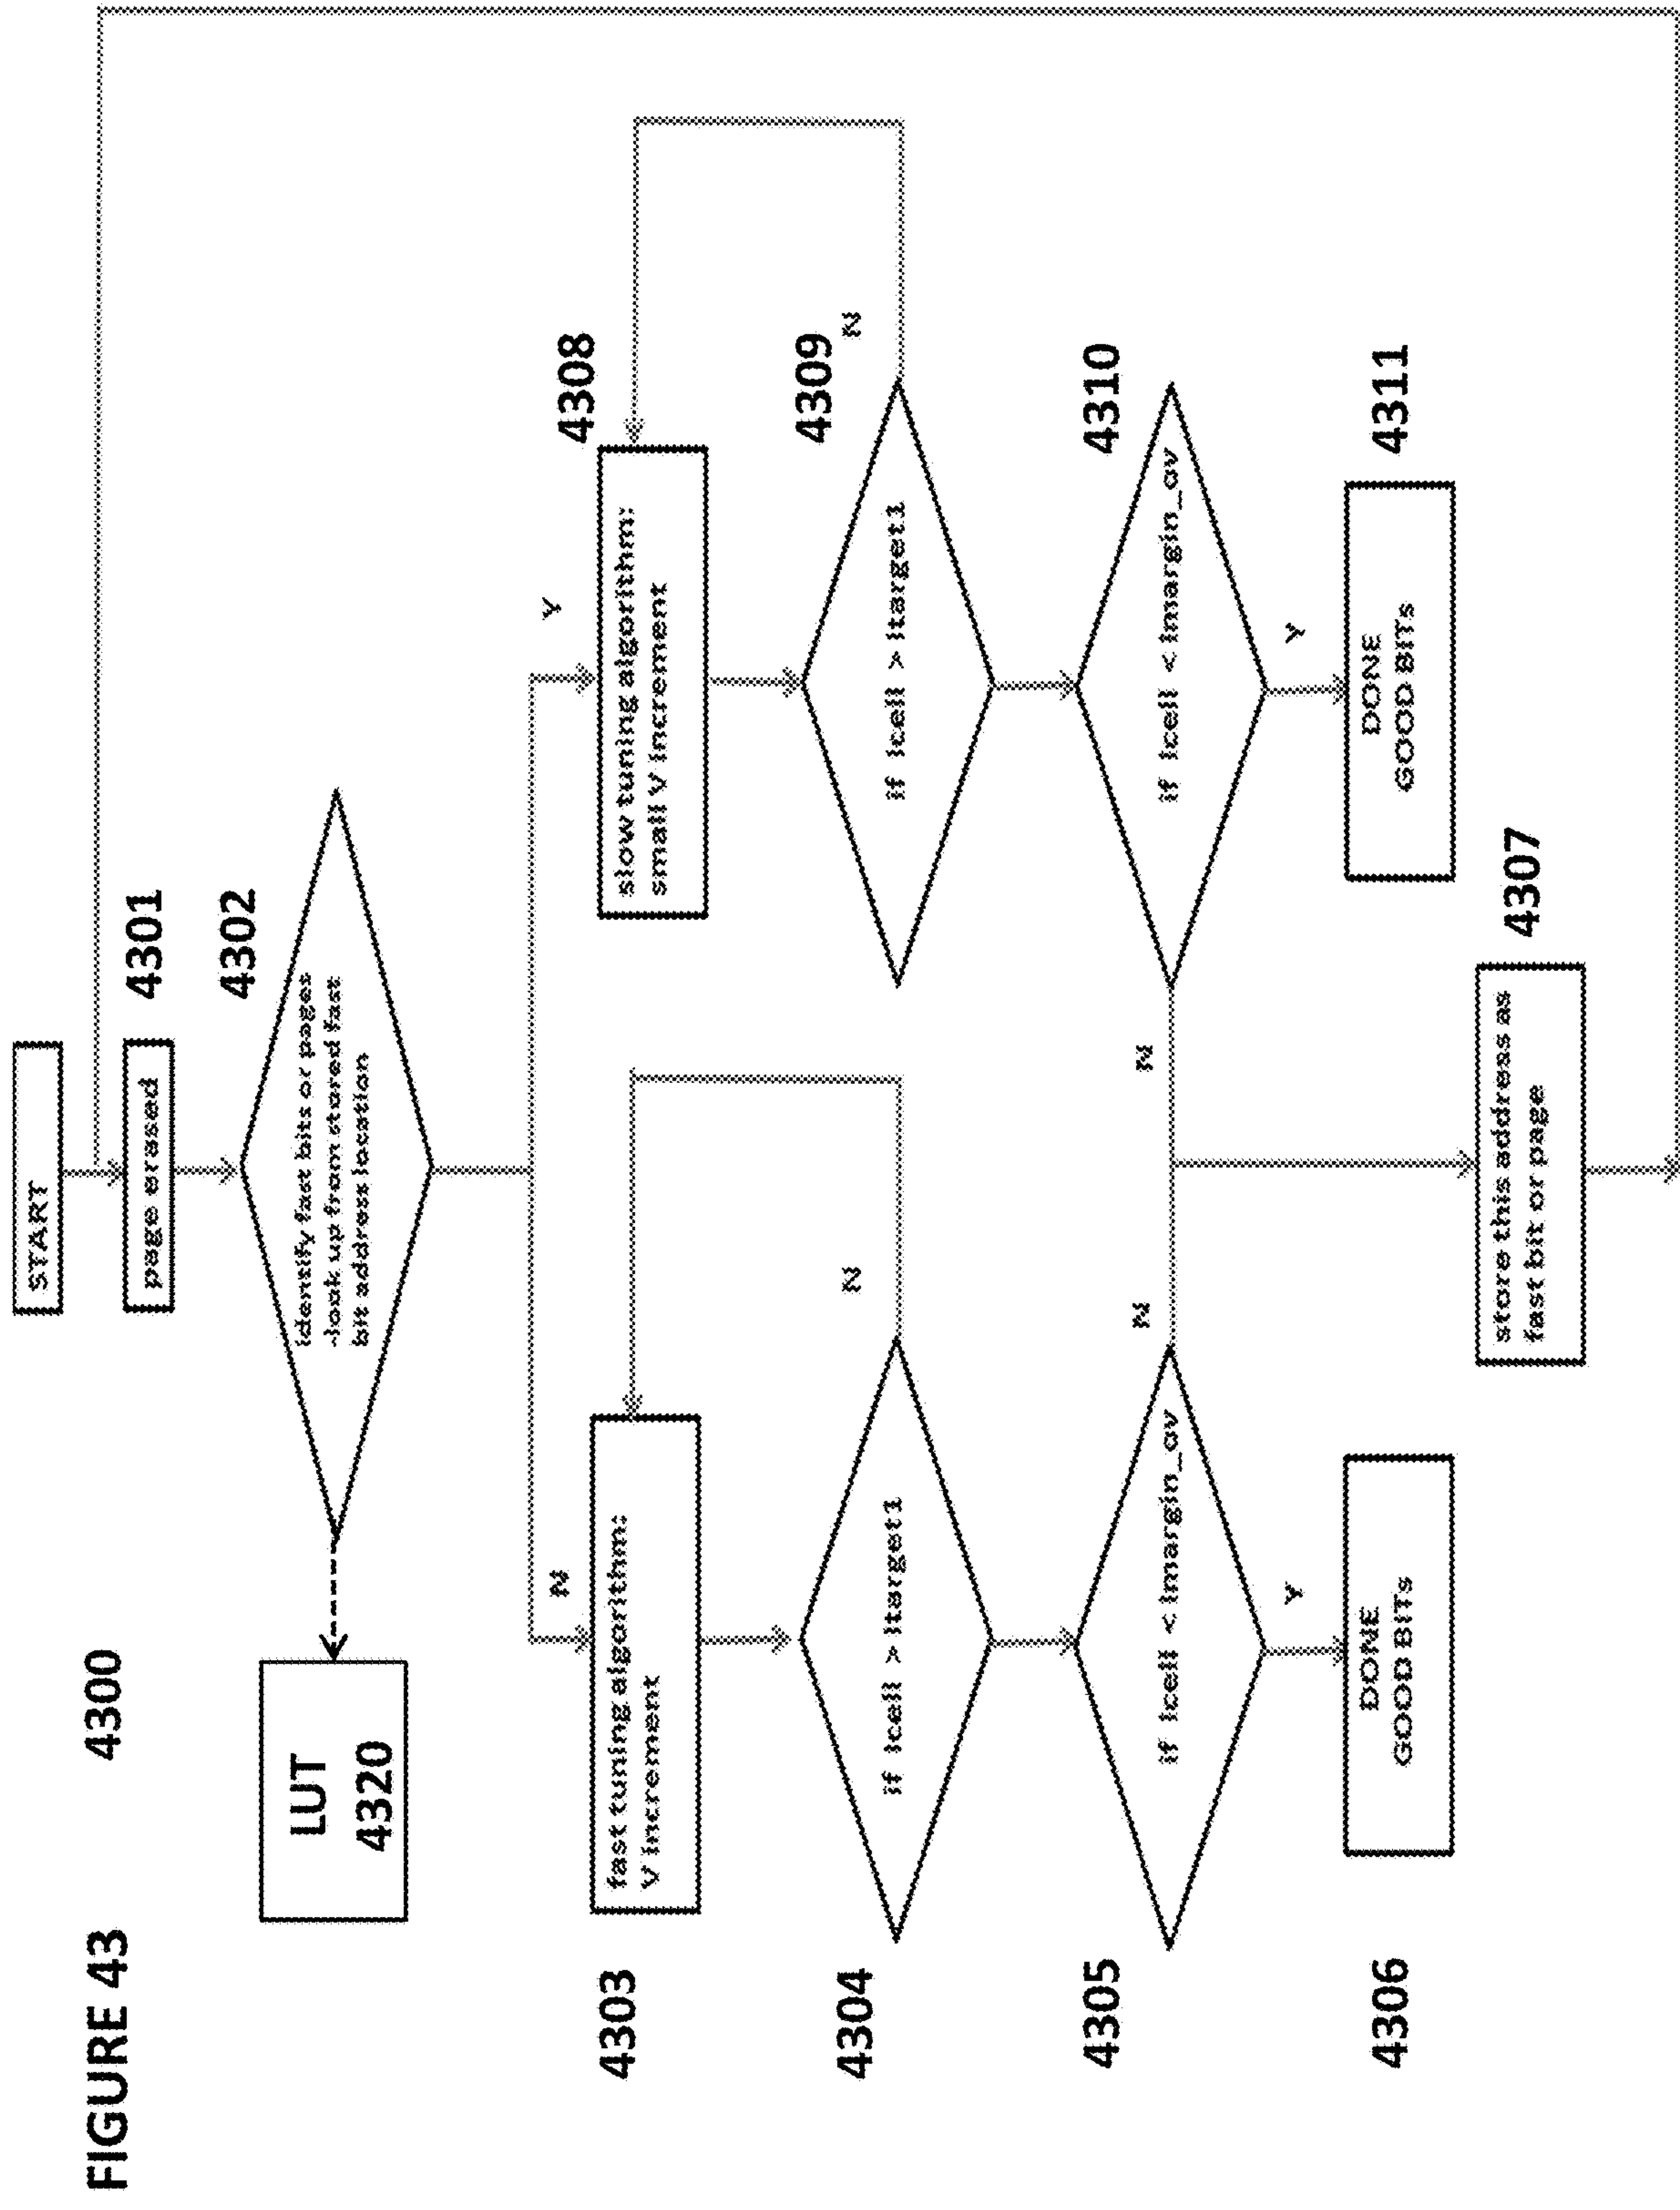 FIGURE 43
4300
START
page erased
4301
4302
identify fast bits or pages
-look up from stored fast
bit address location
LUT
4320
N
Y
4303
fast tuning algorithm:
V increment
4308
slow tuning algorithm:
small V increment
4304
if Icell > Itarget1
N
4309
if Icell > Itarget1
N
4305
if Icell < Imargin_ov
N
4310
if Icell < Imargin_ov
N
Y
Y
4306
DONE
GOOD BITs
4311
DONE
GOOD BITs
4307
store this address as
fast bit or page